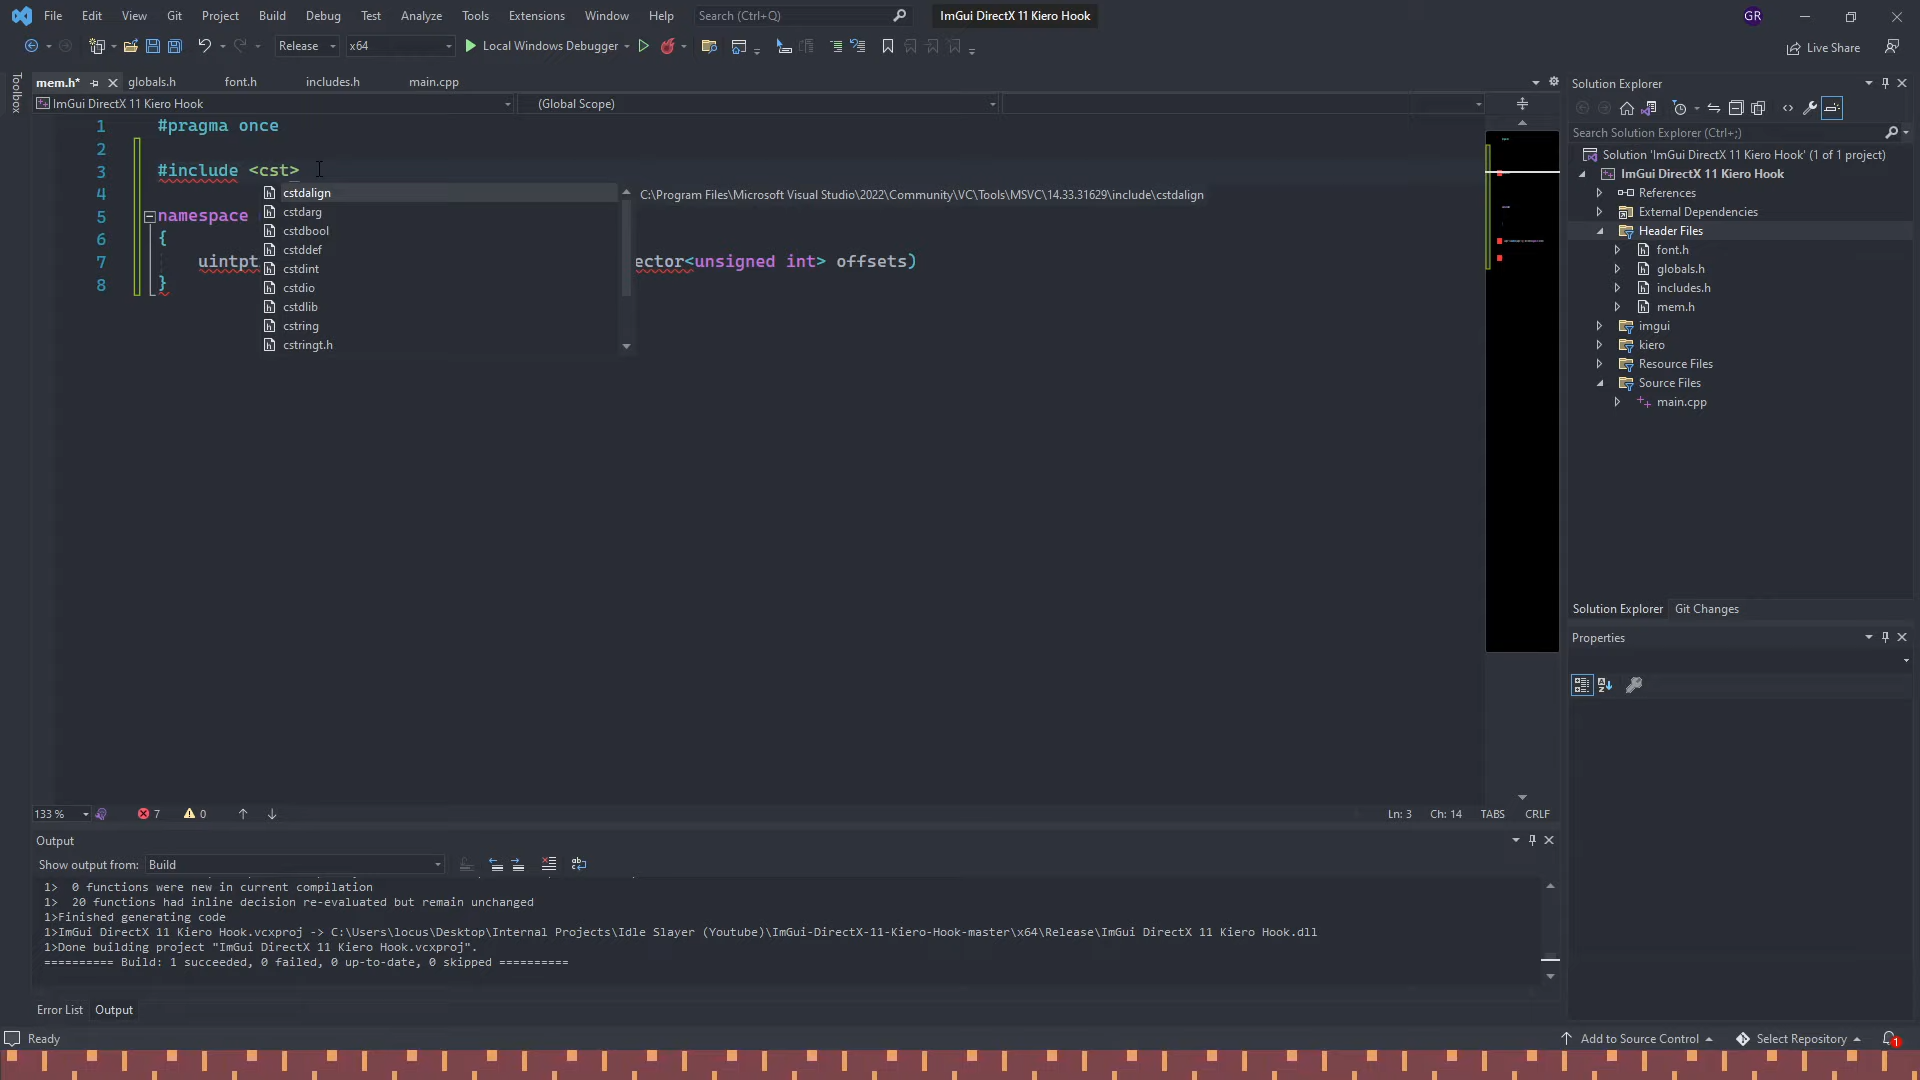 File Edit View Git Project Build Debug Test Analyze Tools Extensions Window Help Search (Ctrl+Q) ImGui DirectX 11 Kiero Hook GR
Release x64 Local Windows Debugger Live Share
Toolbox
mem.h* globals.h font.h includes.h main.cpp
ImGui DirectX 11 Kiero Hook (Global Scope)
1 #pragma once
2
3 #include <cst>
4
5 namespace
6 {
7 uintpt ector<unsigned int> offsets)
8 }
cstdalign
cstdarg
cstdbool
cstddef
cstdint
cstdio
cstdlib
cstring
cstringt.h
C:\Program Files\Microsoft Visual Studio\2022\Community\VC\Tools\MSVC\14.33.31629\include\cstdalign
Solution Explorer
Search Solution Explorer (Ctrl+;)
Solution 'ImGui DirectX 11 Kiero Hook' (1 of 1 project)
ImGui DirectX 11 Kiero Hook
References
External Dependencies
Header Files
font.h
globals.h
includes.h
mem.h
imgui
kiero
Resource Files
Source Files
main.cpp
Solution Explorer Git Changes
Properties
133 % 7 0 Ln: 3 Ch: 14 TABS CRLF
Output
Show output from: Build
1> 0 functions were new in current compilation
1> 20 functions had inline decision re-evaluated but remain unchanged
1>Finished generating code
1>ImGui DirectX 11 Kiero Hook.vcxproj -> C:\Users\locus\Desktop\Internal Projects\Idle Slayer (Youtube)\ImGui-DirectX-11-Kiero-Hook-master\x64\Release\ImGui DirectX 11 Kiero Hook.dll
1>Done building project "ImGui DirectX 11 Kiero Hook.vcxproj".
========== Build: 1 succeeded, 0 failed, 0 up-to-date, 0 skipped ==========
Error List Output
Ready Add to Source Control Select Repository 1